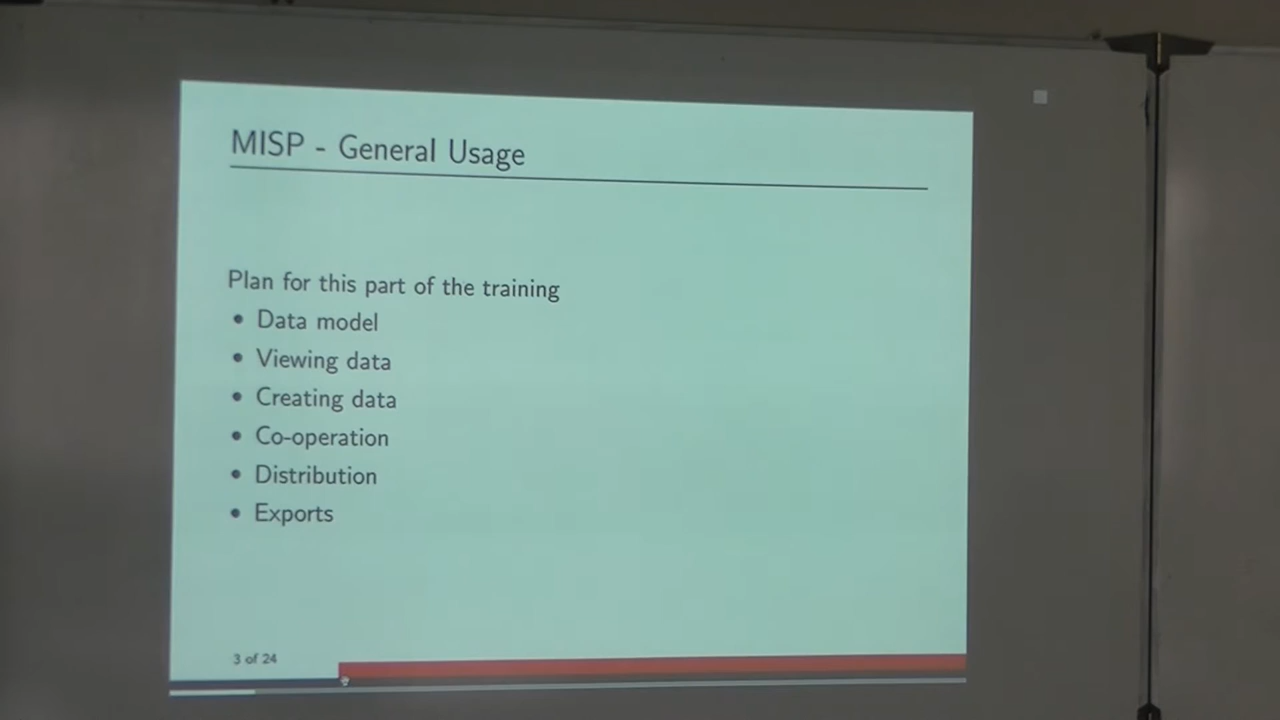 MISP - General Usage
Plan for this part of the training
• Data model
• Viewing data
• Creating data
• Co-operation
• Distribution
• Exports
3 of 24